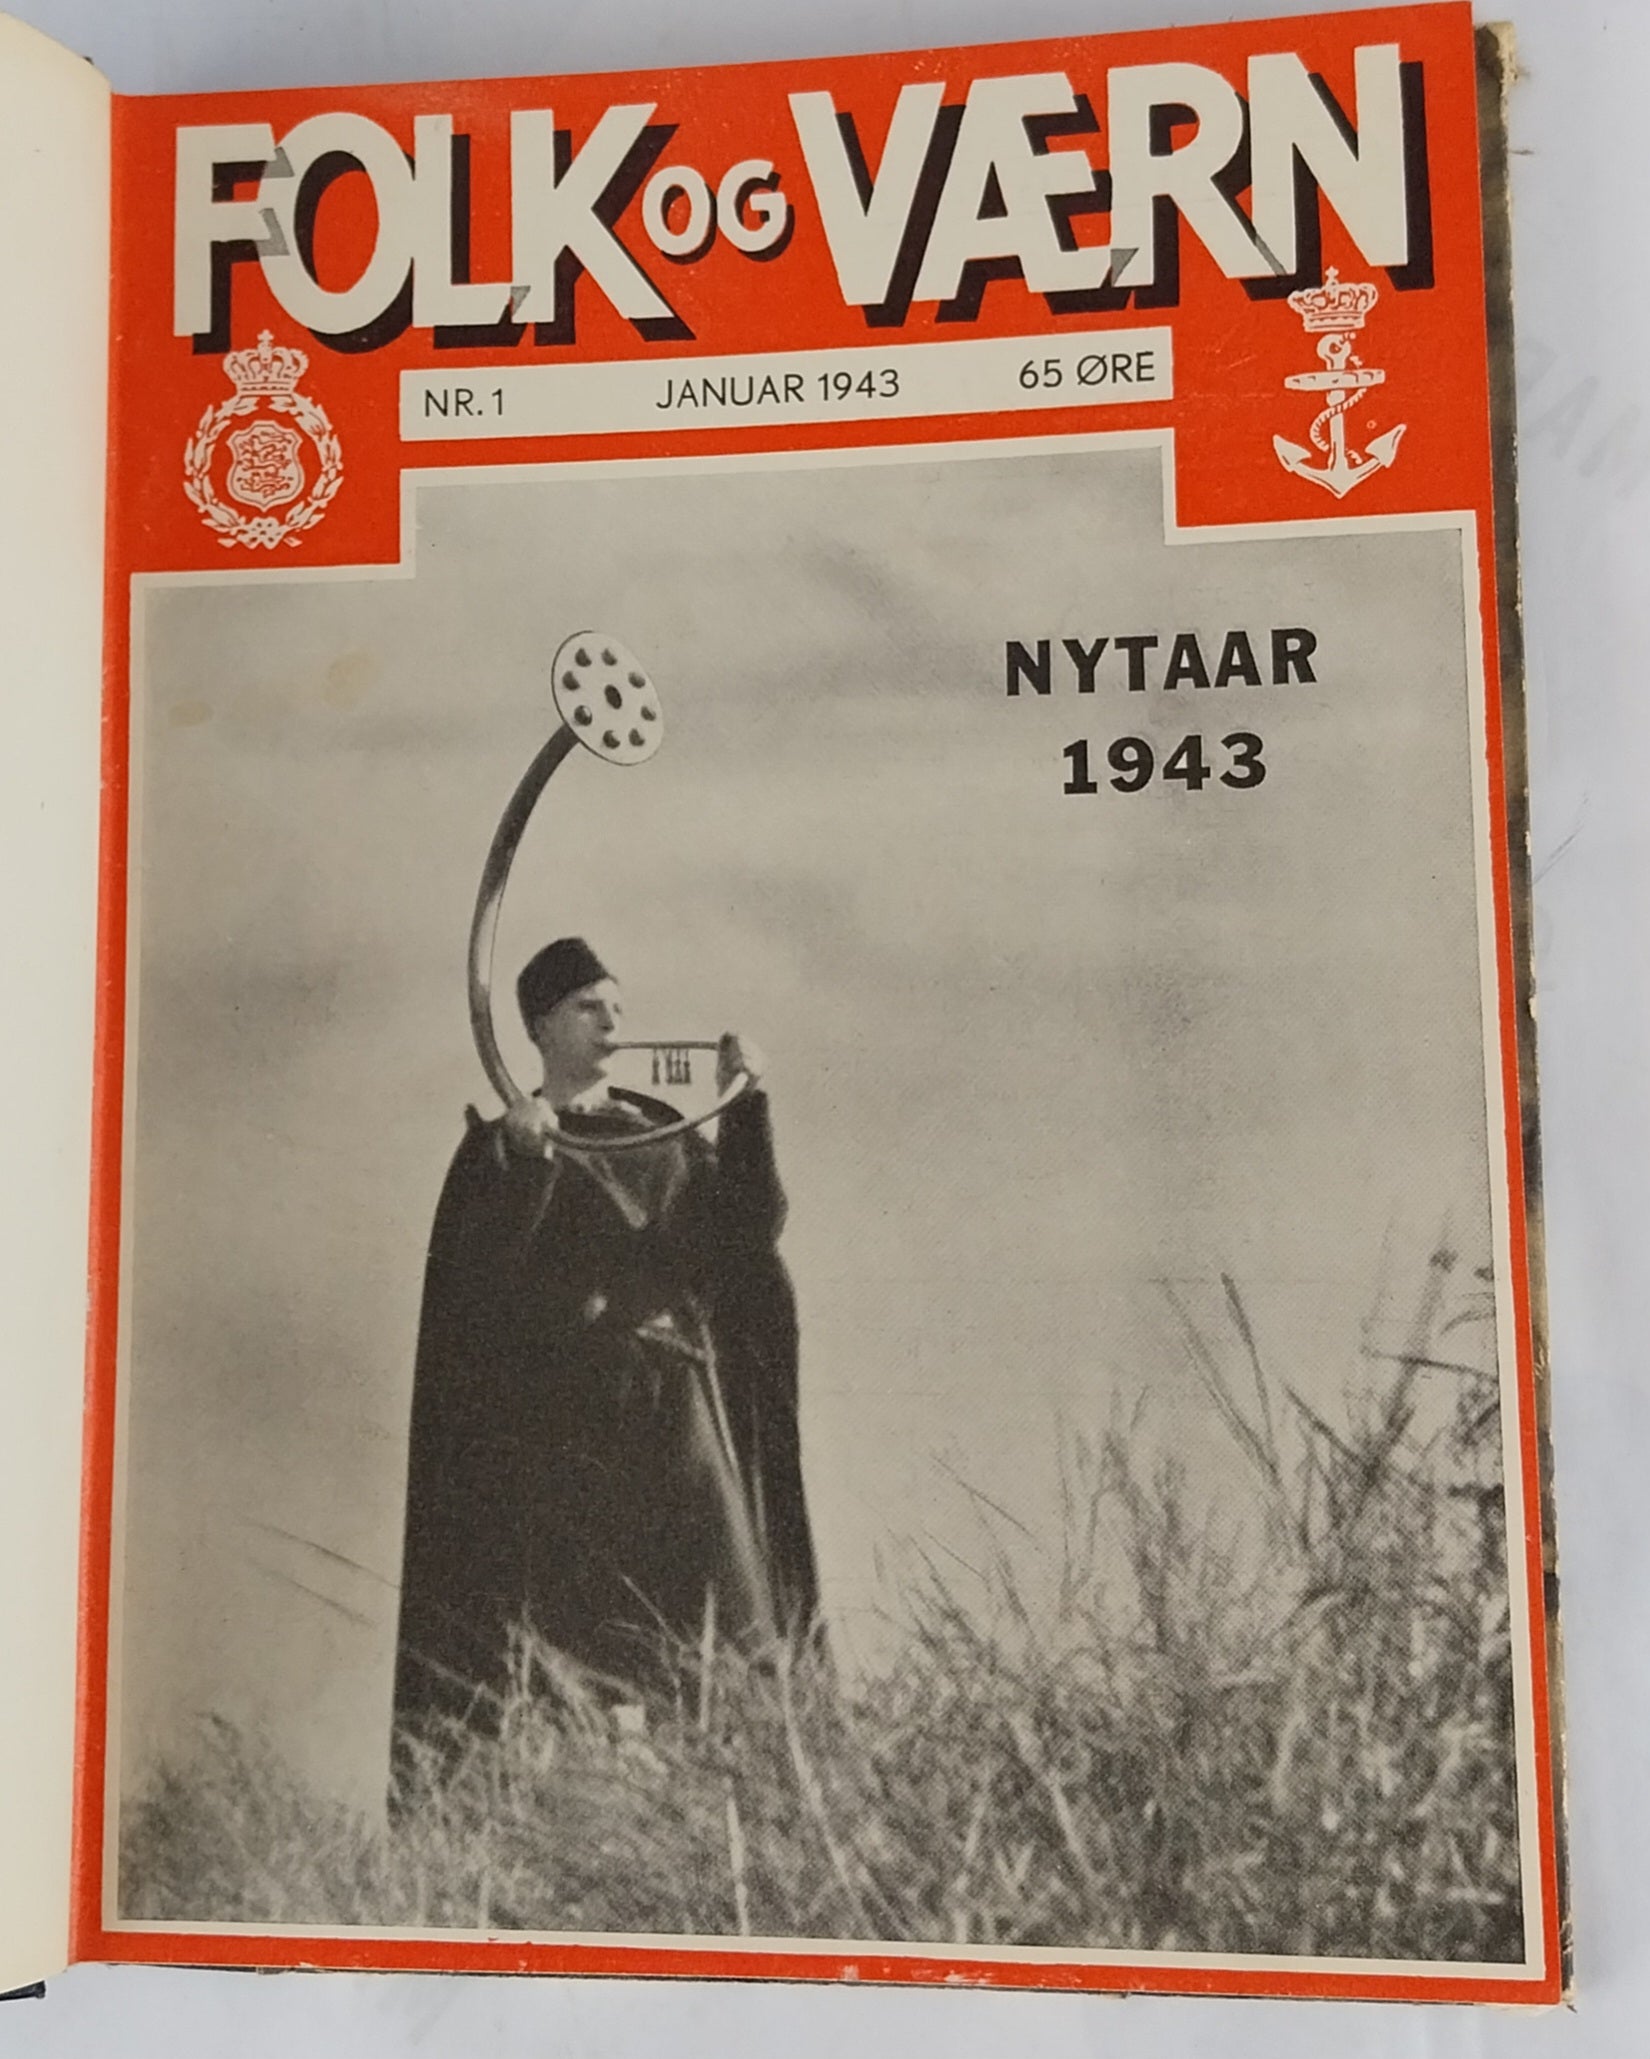 FOLK OG VÆRN
NR. 1 JANUAR 1943 65 ØRE
NYTAAR
1943